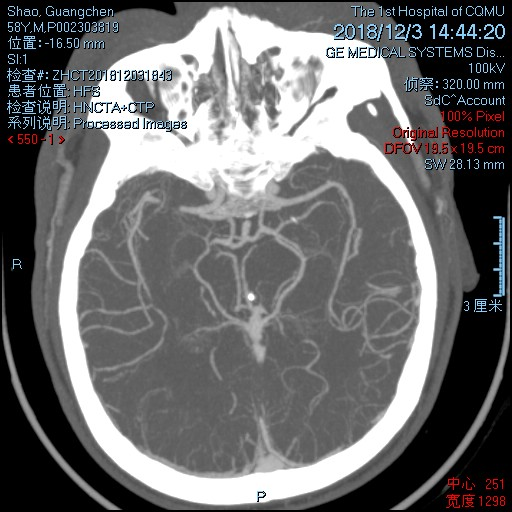 Shao, Guangchen
58Y,M,P002303819
位置: -16.50 mm
SI:1
检查#: ZHCT201812031843
患者位置: HFS
检查说明: HNCTA+CTP
系列说明: Processed Images
< 550 -1 >
The 1st Hospital of CQMU
2018/12/3 14:44:20
GE MEDICAL SYSTEMS Dis...
100kV
侦察: 320.00 mm
SdC^Account
100% Pixel
Original Resolution
DFOV 19.5 x 19.5 cm
SW 28.13 mm
R
3 厘米
P
中心 251
宽度 1298